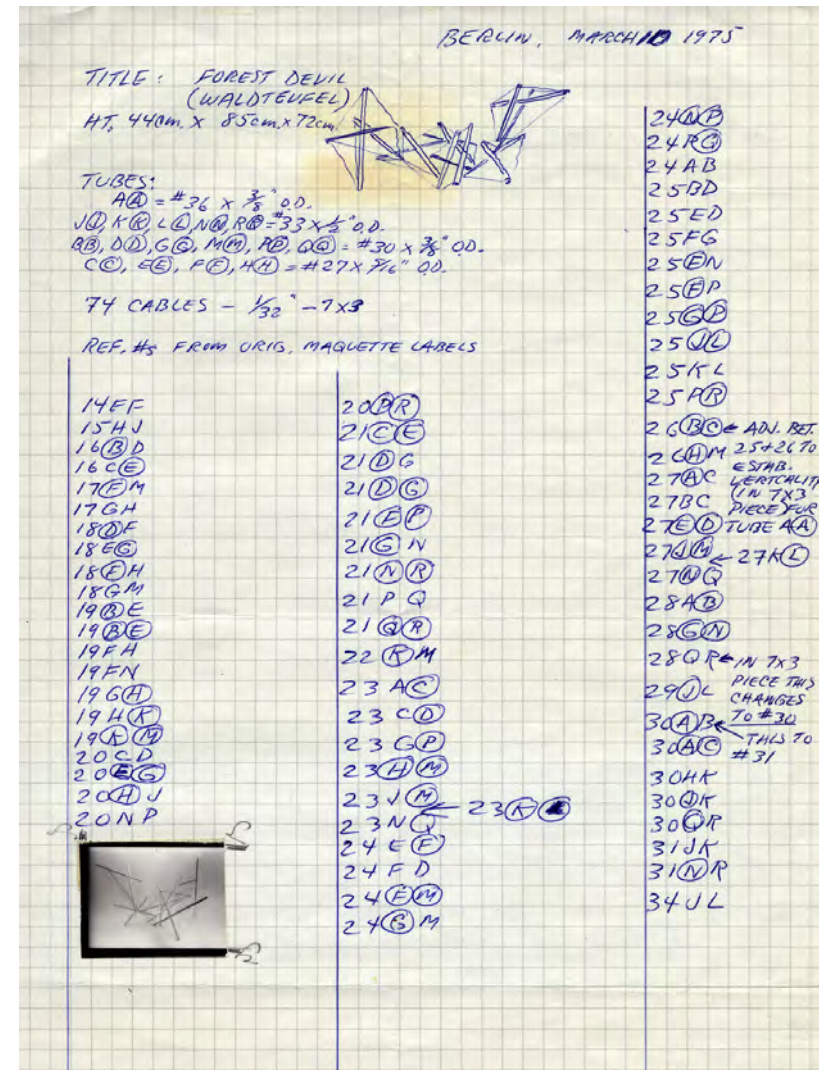 BERLIN, MARCH 1975
TITLE: FOREST DEVIL
(WALDTEUFEL)
HT. 44cm. X 85cm. X 72cm.
TUBES:
AⒶ = #36 X 3/8" O.D.
JⒿ, KⓀ, LⓁ, NⓃ, RⓇ = #33 X 1/2" O.D.
BⒷ, DⒹ, GⒼ, MⓂ, PⓅ, QⓆ = #30 X 3/8" O.D.
CⒸ, EⒺ, FⒻ, HⒽ = #27 X 5/16" O.D.
74 CABLES – 1/32" – 7X3
REF. #s FROM ORIG. MAQUETTE LABELS
14EF
15HJ
16ⒷD
16CⒺ
17ⒻM
17GH
18ⒹF
18EⒼ
18ⒺH
18GM
19ⒷE
19ⒷⒺ
19FH
19FN
19GⒽ
19HⓀ
19ⓀⓂ
20CD
20ⒺⒼ
20ⒽJ
20NP
20ⓅⓇ
21ⒸⒺ
21ⒹG
21ⒹⒼ
21ⒺⓅ
21ⒼN
21ⓃⓇ
21PQ
21ⓆⓇ
22ⓀM
23AⒸ
23CⒹ
23GⓅ
23ⒽⓂ
23JⓂ
23NQ ← 23Ⓚ
24EⒻ
24FD
24ⒻⓂ
24ⒼM
24ⓃⓅ
24RⒼ
24AB
25BD
25ED
25FG
25ⒺN
25ⒻP
25ⒼⓅ
25ⒿⓁ
25KL
25PⓇ
26ⒷⒸ ← ADJ. BET.
26ⒽM 25+26 TO
ESTAB.
27ⒶC VERTICALITY
27BC (IN 7X3
PIECE) FOR
27ⒺⒹ TUBE AⒶ
27ⒿⓂ ← 27KⓁ
27ⓃQ
28AⒷ
28ⒼⓃ
28QR ← IN 7X3
29ⒿL PIECE THIS
CHANGES
30ⒶB TO #30
30ⒶⒸ THIS TO
#31
30HK
30ⒿK
30ⓆR
31JK
31ⓃR
34JL